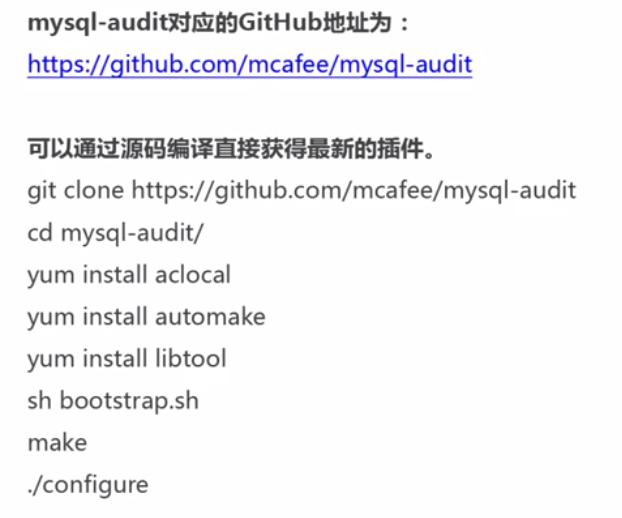 mysql-audit对应的GitHub地址为：
https://github.com/mcafee/mysql-audit
可以通过源码编译直接获得最新的插件。
git clone https://github.com/mcafee/mysql-audit
cd mysql-audit/
yum install aclocal
yum install automake
yum install libtool
sh bootstrap.sh
make
./configure